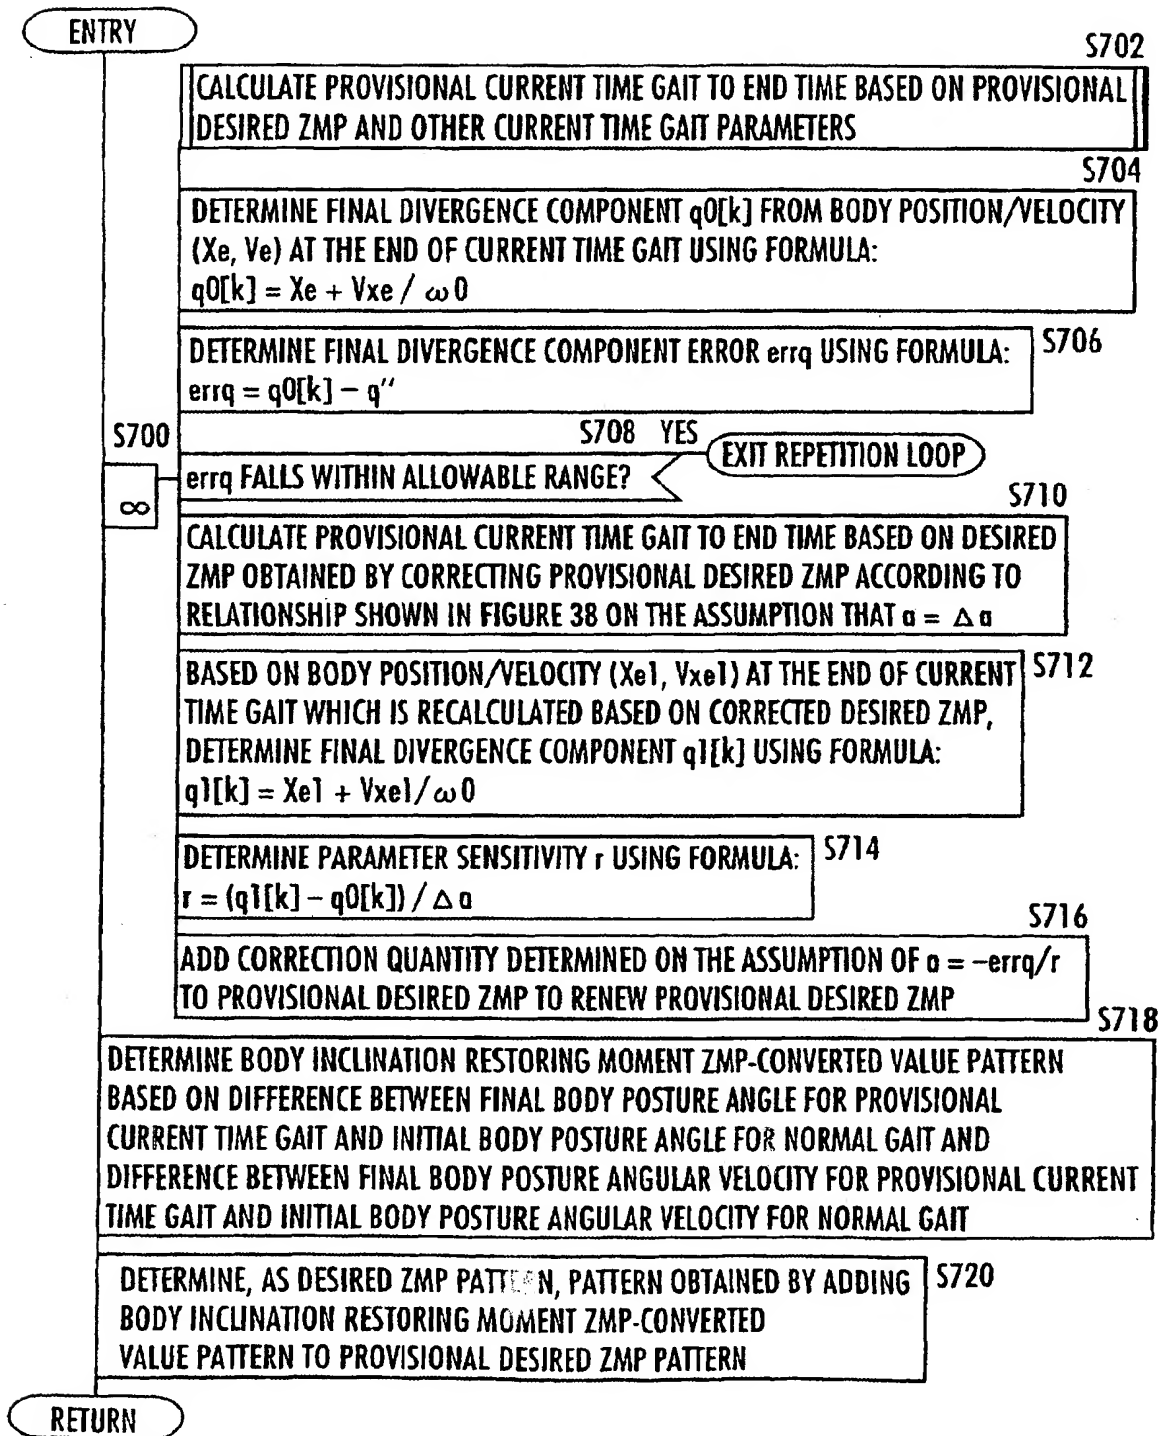 ENTRY
S702
CALCULATE PROVISIONAL CURRENT TIME GAIT TO END TIME BASED ON PROVISIONAL
DESIRED ZMP AND OTHER CURRENT TIME GAIT PARAMETERS
S704
DETERMINE FINAL DIVERGENCE COMPONENT q0[k] FROM BODY POSITION/VELOCITY
(Xe, Ve) AT THE END OF CURRENT TIME GAIT USING FORMULA:
q0[k] = Xe + Vxe / ω0
DETERMINE FINAL DIVERGENCE COMPONENT ERROR errq USING FORMULA: S706
errq = q0[k] − q″
S700
S708 YES
EXIT REPETITION LOOP
errq FALLS WITHIN ALLOWABLE RANGE?
∞
S710
CALCULATE PROVISIONAL CURRENT TIME GAIT TO END TIME BASED ON DESIRED
ZMP OBTAINED BY CORRECTING PROVISIONAL DESIRED ZMP ACCORDING TO
RELATIONSHIP SHOWN IN FIGURE 38 ON THE ASSUMPTION THAT a = Δa
BASED ON BODY POSITION/VELOCITY (Xe1, Vxe1) AT THE END OF CURRENT S712
TIME GAIT WHICH IS RECALCULATED BASED ON CORRECTED DESIRED ZMP,
DETERMINE FINAL DIVERGENCE COMPONENT q1[k] USING FORMULA:
q1[k] = Xe1 + Vxe1/ω0
DETERMINE PARAMETER SENSITIVITY r USING FORMULA: S714
r = (q1[k] − q0[k]) / Δa
S716
ADD CORRECTION QUANTITY DETERMINED ON THE ASSUMPTION OF a = −errq/r
TO PROVISIONAL DESIRED ZMP TO RENEW PROVISIONAL DESIRED ZMP
S718
DETERMINE BODY INCLINATION RESTORING MOMENT ZMP-CONVERTED VALUE PATTERN
BASED ON DIFFERENCE BETWEEN FINAL BODY POSTURE ANGLE FOR PROVISIONAL
CURRENT TIME GAIT AND INITIAL BODY POSTURE ANGLE FOR NORMAL GAIT AND
DIFFERENCE BETWEEN FINAL BODY POSTURE ANGULAR VELOCITY FOR PROVISIONAL CURRENT
TIME GAIT AND INITIAL BODY POSTURE ANGULAR VELOCITY FOR NORMAL GAIT
DETERMINE, AS DESIRED ZMP PATTERN, PATTERN OBTAINED BY ADDING S720
BODY INCLINATION RESTORING MOMENT ZMP-CONVERTED
VALUE PATTERN TO PROVISIONAL DESIRED ZMP PATTERN
RETURN